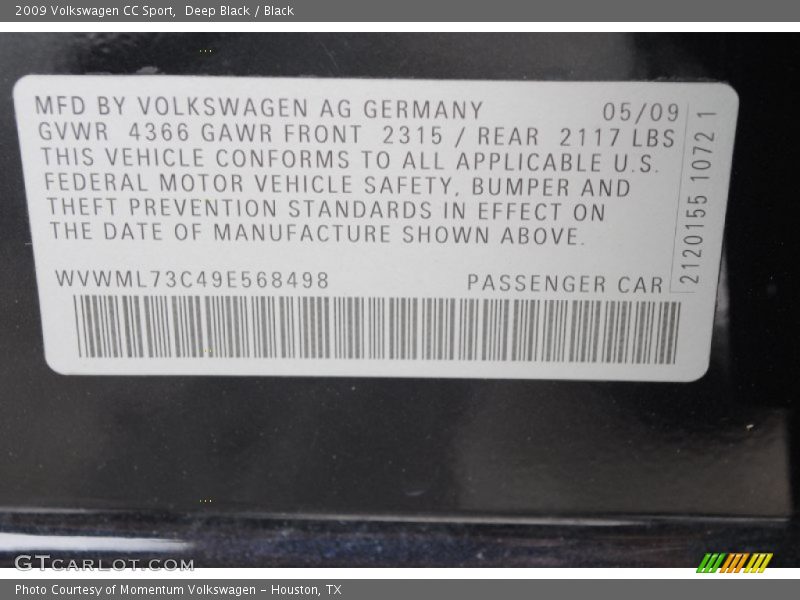 2009 Volkswagen CC Sport,  Deep Black / Black
MFD BY VOLKSWAGEN AG GERMANY 05/09
GVWR 4366 GAWR FRONT 2315 / REAR 2117 LBS
THIS VEHICLE CONFORMS TO ALL APPLICABLE U.S.
FEDERAL MOTOR VEHICLE SAFETY, BUMPER AND
THEFT PREVENTION STANDARDS IN EFFECT ON
THE DATE OF MANUFACTURE SHOWN ABOVE.
WVWML73C49E568498 PASSENGER CAR
2120155 1072 1
GTCARLOT.COM
Photo Courtesy of Momentum Volkswagen - Houston, TX